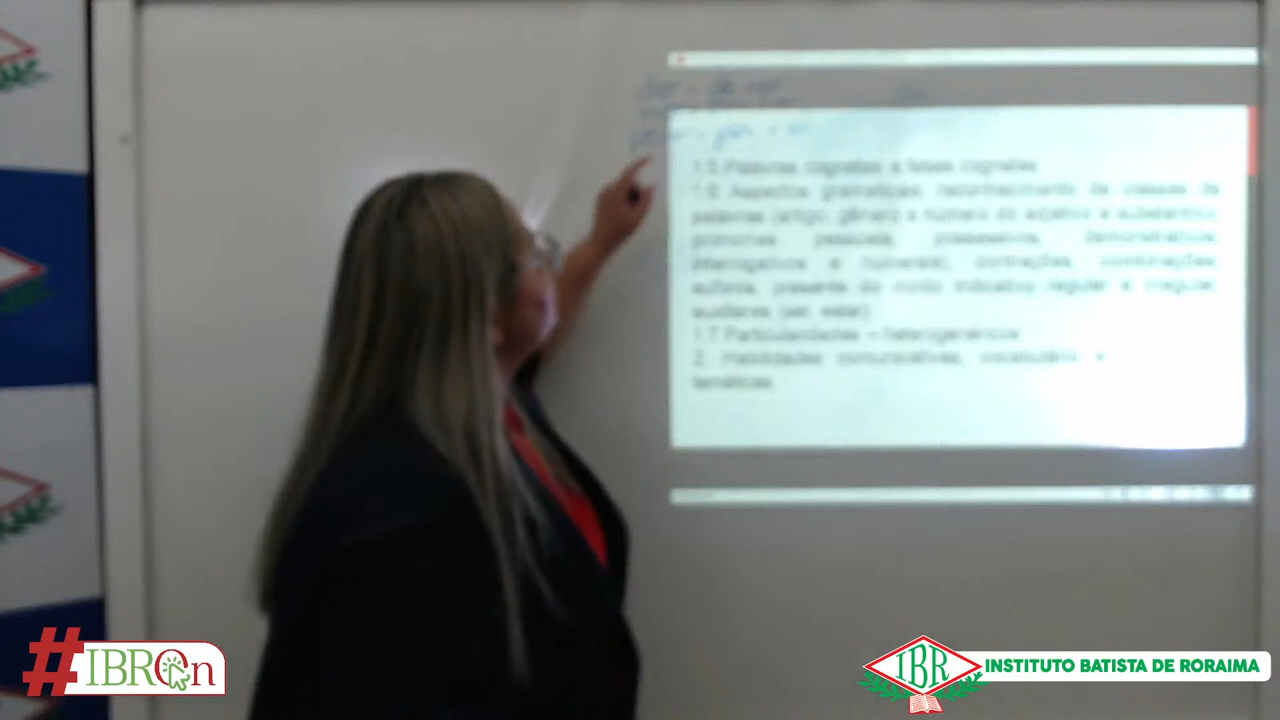 1.5 Palavras cognatas e falsas cognatas
1.6 Aspectos gramaticais: reconhecimento de classes de
palavras (artigo, gênero e número do adjetivo e substantivo,
pronomes pessoais, possessivos, demonstrativos,
interrogativos e numerais), contrações, combinações,
presente do modo indicativo regular e irregular,
auxiliares (ser, estar)
1.7 Particularidades – heterogenéricos
2. Habilidades comunicativas, vocabulário e
temáticas
#IBROn
IBR
INSTITUTO BATISTA DE RORAIMA